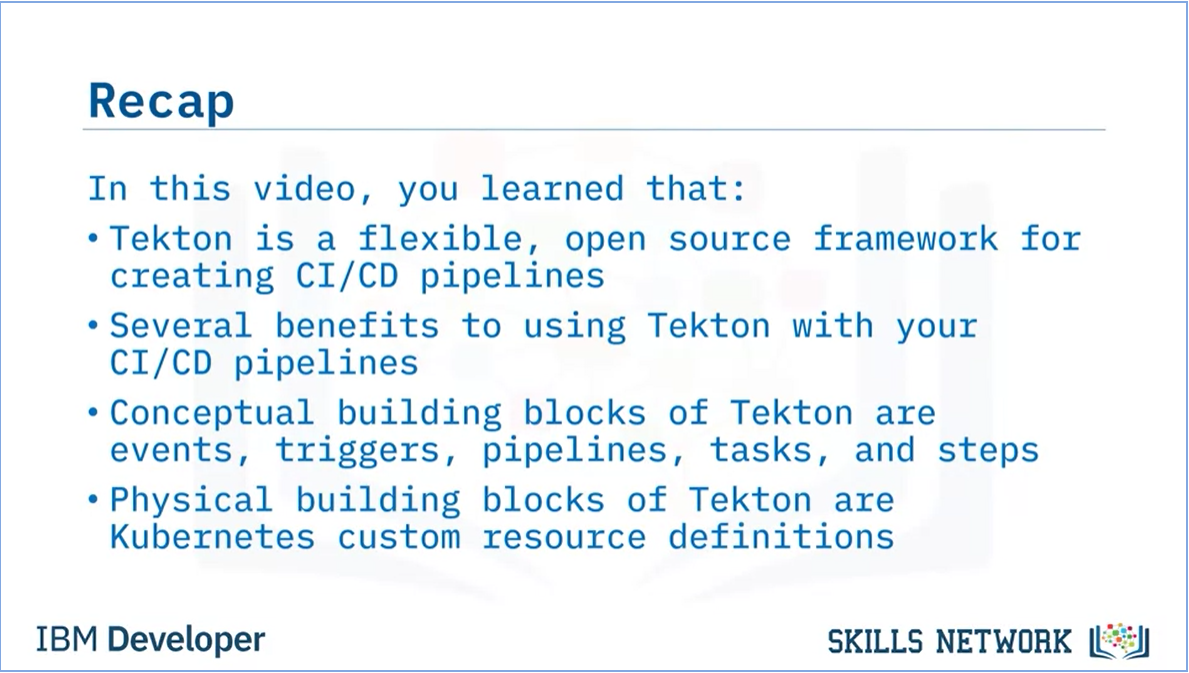 Recap
In this video, you learned that:
• Tekton is a flexible, open source framework for
creating CI/CD pipelines
• Several benefits to using Tekton with your
CI/CD pipelines
• Conceptual building blocks of Tekton are
events, triggers, pipelines, tasks, and steps
• Physical building blocks of Tekton are
Kubernetes custom resource definitions
IBM Developer
SKILLS NETWORK